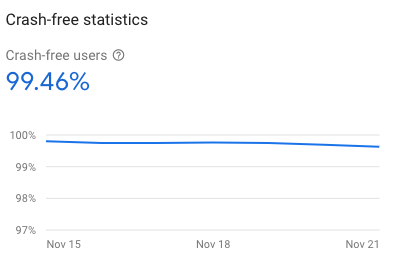 Crash-free statistics
Crash-free users ?
99.46%
100%
99%
98%
97%
Nov 15 Nov 18 Nov 21